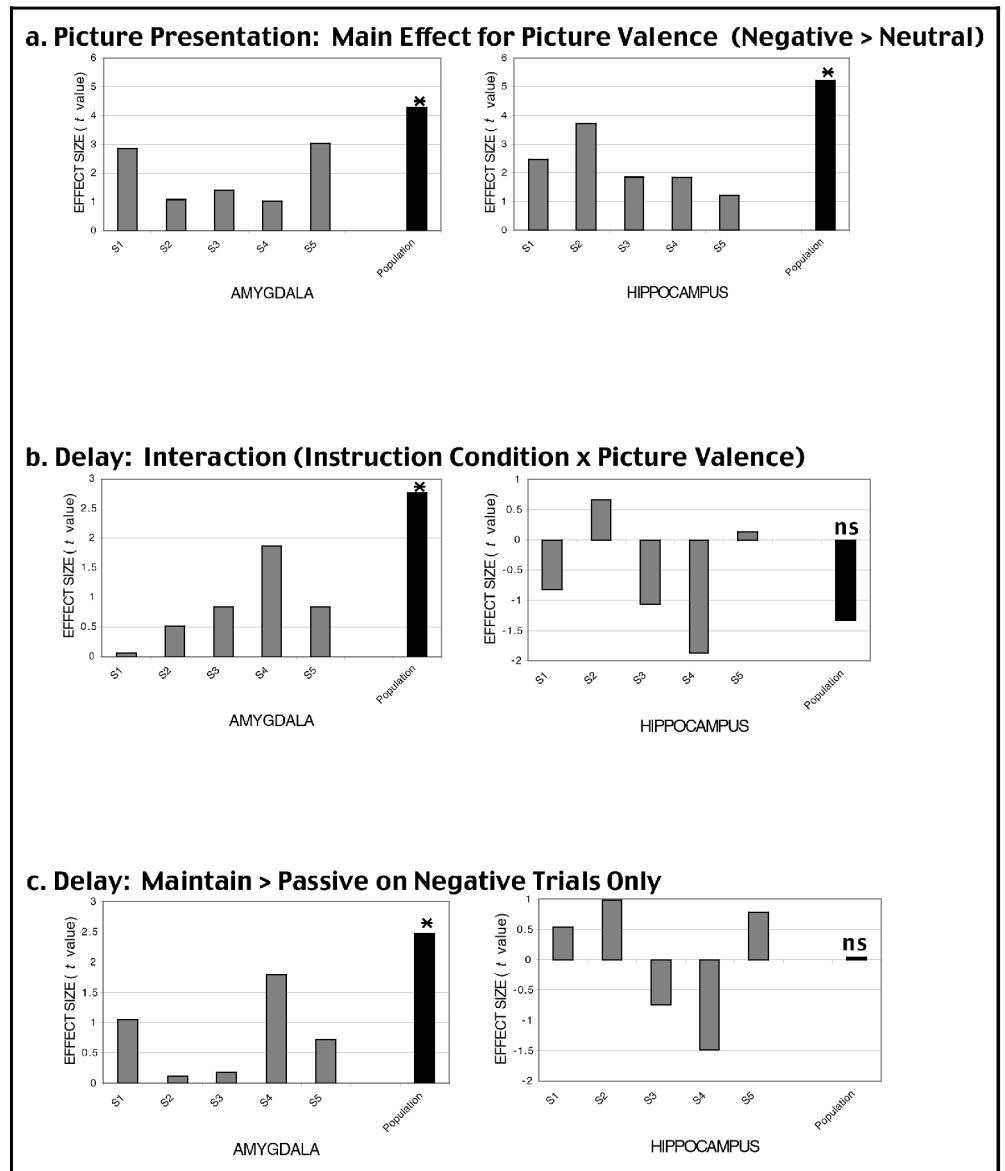 a. Picture Presentation: Main Effect for Picture Valence (Negative > Neutral)
EFFECT SIZE ( t value)
6
5
4
3
2
1
0
*
S1 S2 S3 S4 S5 Population
AMYGDALA
EFFECT SIZE ( t value)
6
5
4
3
2
1
0
*
S1 S2 S3 S4 S5 Population
HIPPOCAMPUS
b. Delay: Interaction (Instruction Condition x Picture Valence)
EFFECT SIZE ( t value)
3
2.5
2
1.5
1
0.5
0
*
S1 S2 S3 S4 S5 Population
AMYGDALA
EFFECT SIZE ( t value)
1
0.5
0
-0.5
-1
-1.5
-2
ns
S1 S2 S3 S4 S5 Population
HIPPOCAMPUS
c. Delay: Maintain > Passive on Negative Trials Only
EFFECT SIZE ( t value)
3
2.5
2
1.5
1
0.5
0
*
S1 S2 S3 S4 S5 Population
AMYGDALA
EFFECT SIZE ( t value)
1
0.5
0
-0.5
-1
-1.5
-2
ns
S1 S2 S3 S4 S5 Population
HIPPOCAMPUS